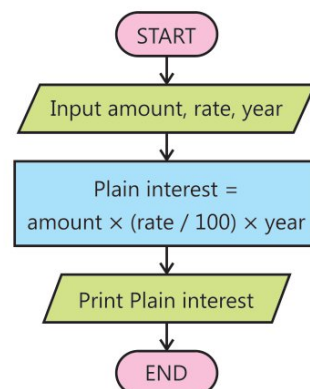 START
Input amount, rate, year
Plain interest =
amount × (rate / 100) × year
Print Plain interest
END